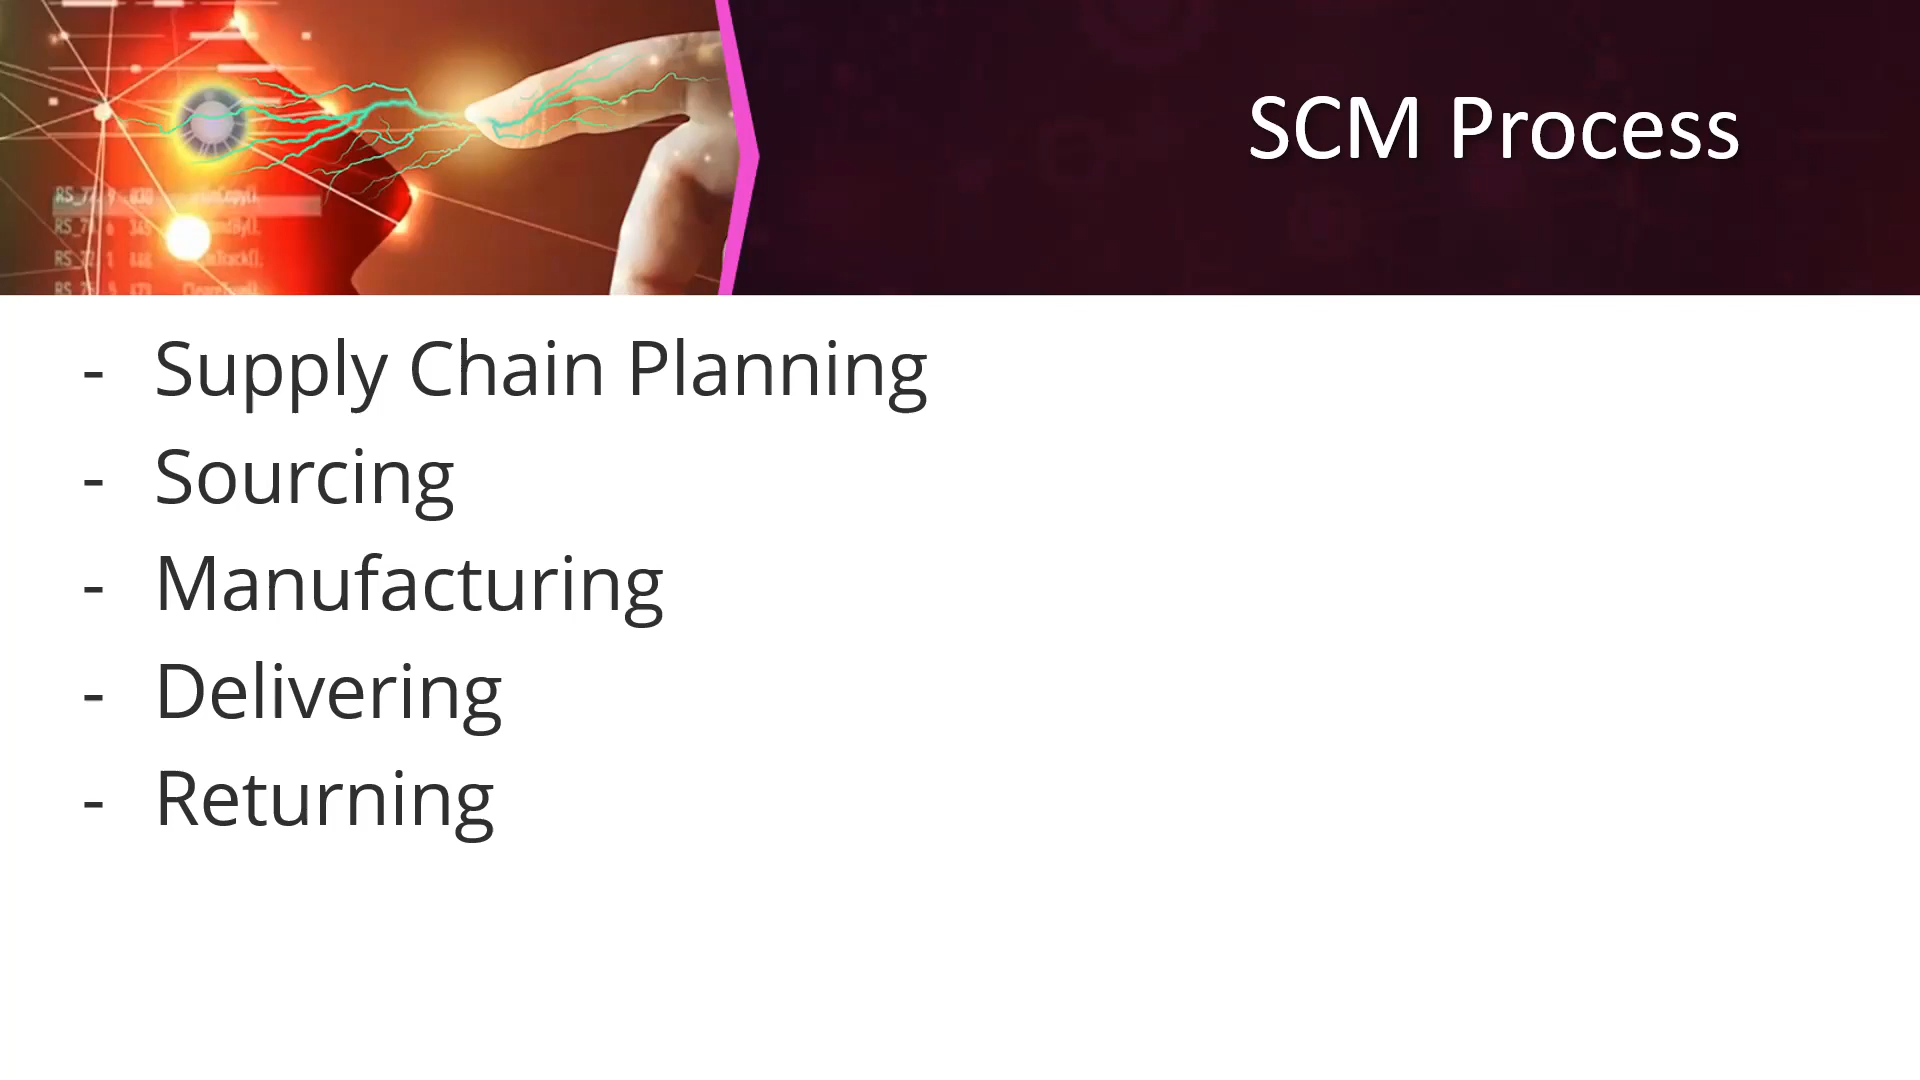 SCM Process
- Supply Chain Planning
- Sourcing
- Manufacturing
- Delivering
- Returning